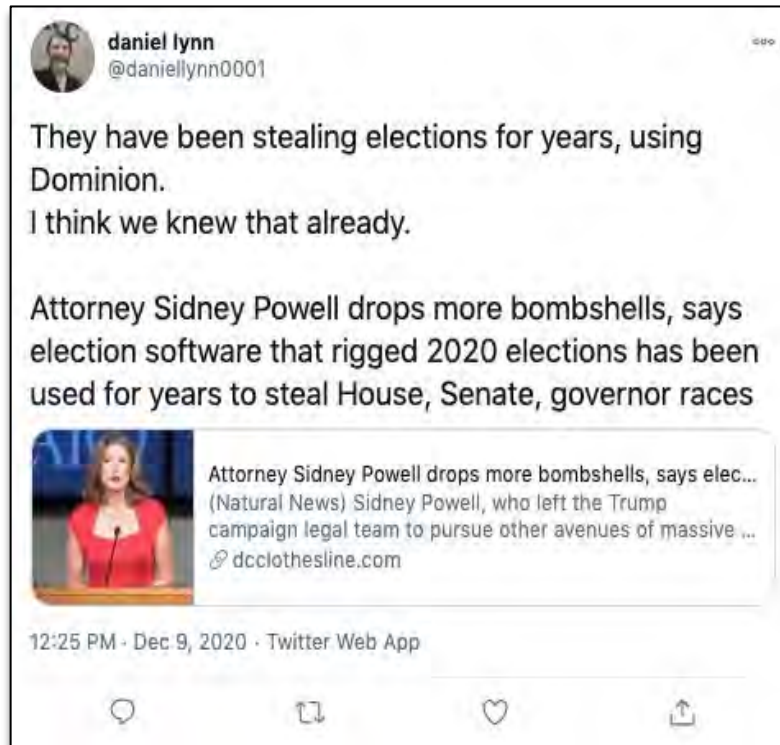 daniel lynn
@daniellynn0001
They have been stealing elections for years, using
Dominion.
I think we knew that already.
Attorney Sidney Powell drops more bombshells, says
election software that rigged 2020 elections has been
used for years to steal House, Senate, governor races
Attorney Sidney Powell drops more bombshells, says elec...
(Natural News) Sidney Powell, who left the Trump
campaign legal team to pursue other avenues of massive ...
dcclothesline.com
12:25 PM · Dec 9, 2020 · Twitter Web App